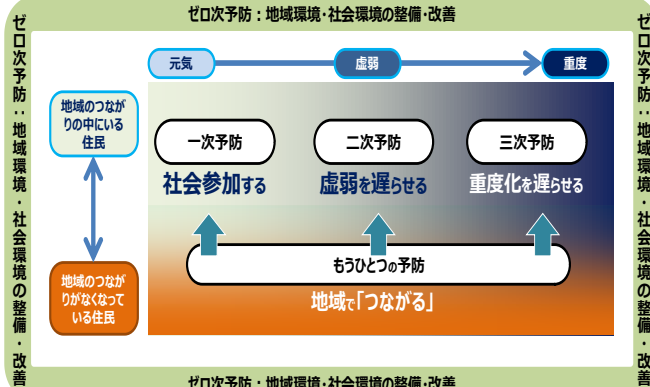 ゼロ次予防：地域環境・社会環境の整備・改善
ゼロ次予防：地域環境・社会環境の整備・改善
ゼロ次予防：地域環境・社会環境の整備・改善
元気
虚弱
重度
地域のつなが
りの中にいる
住民
一次予防
二次予防
三次予防
社会参加する
虚弱を遅らせる
重度化を遅らせる
もうひとつの予防
地域で「つながる」
地域のつなが
りがなくなって
いる住民
ゼロ次予防：地域環境・社会環境の整備・改善